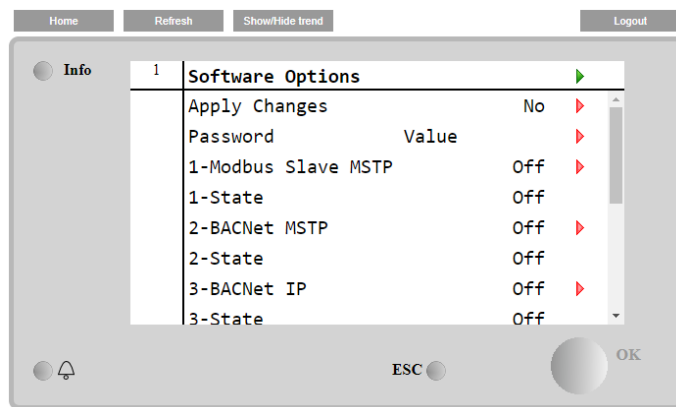 Home Refresh Show/Hide trend Logout
Info 1 Software Options
Apply Changes No
Password Value
1-Modbus Slave MSTP Off
1-State Off
2-BACNet MSTP Off
2-State Off
3-BACNet IP Off
3-State Off
ESC OK